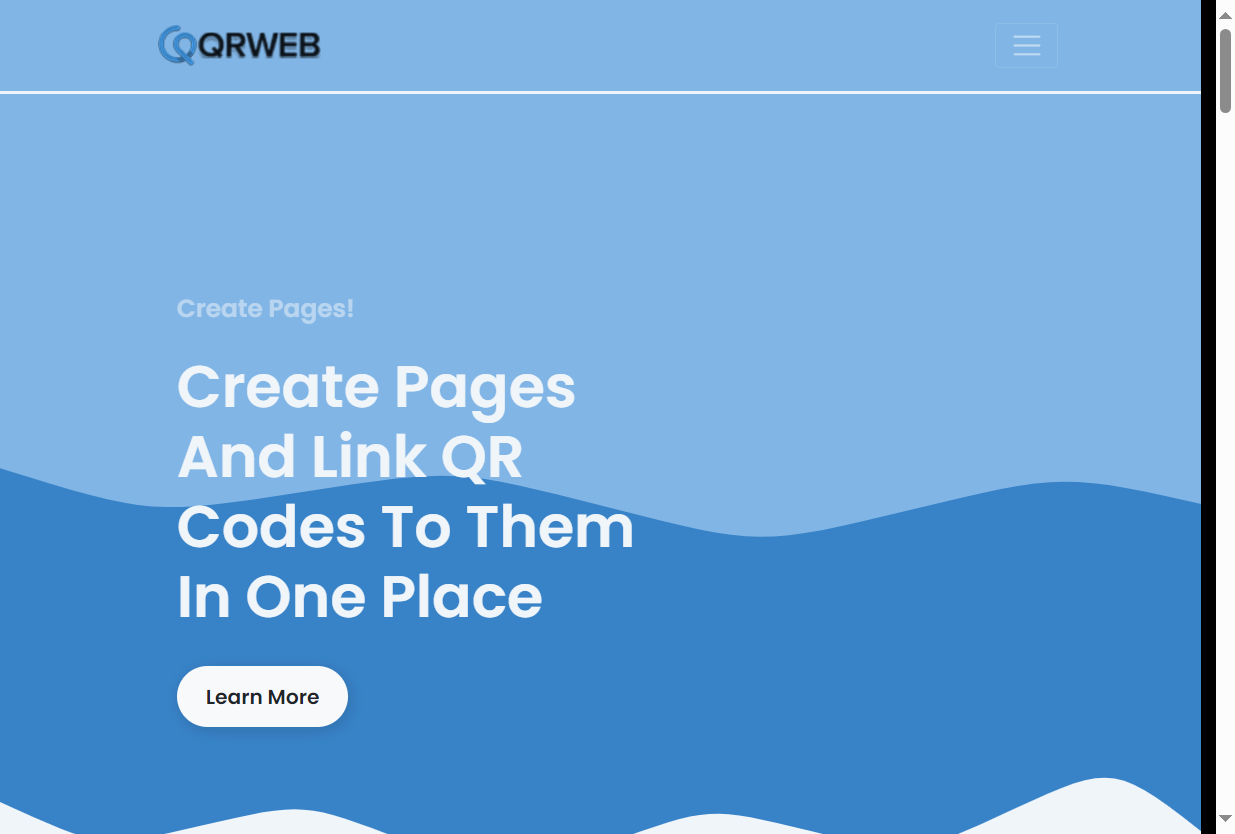 QRWEB
Create Pages!
Create Pages
And Link QR
Codes To Them
In One Place
Learn More